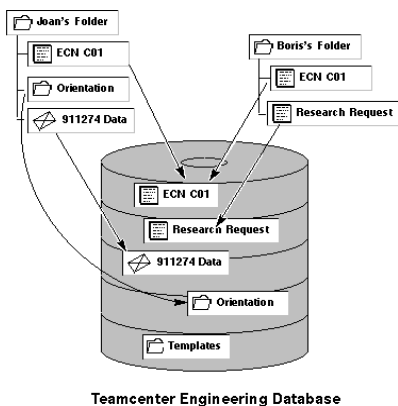 Joan's Folder
ECN C01
Orientation
911274 Data
Boris's Folder
ECN C01
Research Request
ECN C01
Research Request
911274 Data
Orientation
Templates
Teamcenter Engineering Database